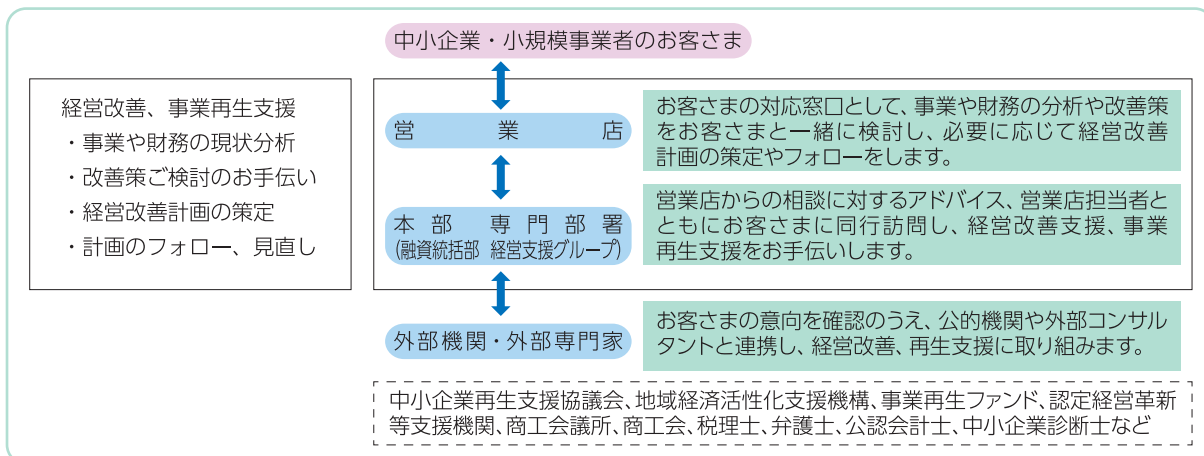 中小企業・小規模事業者のお客さま
経営改善、事業再生支援
・事業や財務の現状分析
・改善策ご検討のお手伝い
・経営改善計画の策定
・計画のフォロー、見直し
営業店
お客さまの対応窓口として、事業や財務の分析や改善策
をお客さまと一緒に検討し、必要に応じて経営改善
計画の策定やフォローをします。
本部 専門部署
(融資統括部 経営支援グループ)
営業店からの相談に対するアドバイス、営業店担当者と
ともにお客さまに同行訪問し、経営改善支援、事業
再生支援をお手伝いします。
外部機関・外部専門家
お客さまの意向を確認のうえ、公的機関や外部コンサル
タントと連携し、経営改善、再生支援に取り組みます。
中小企業再生支援協議会、地域経済活性化支援機構、事業再生ファンド、認定経営革新
等支援機関、商工会議所、商工会、税理士、弁護士、公認会計士、中小企業診断士など